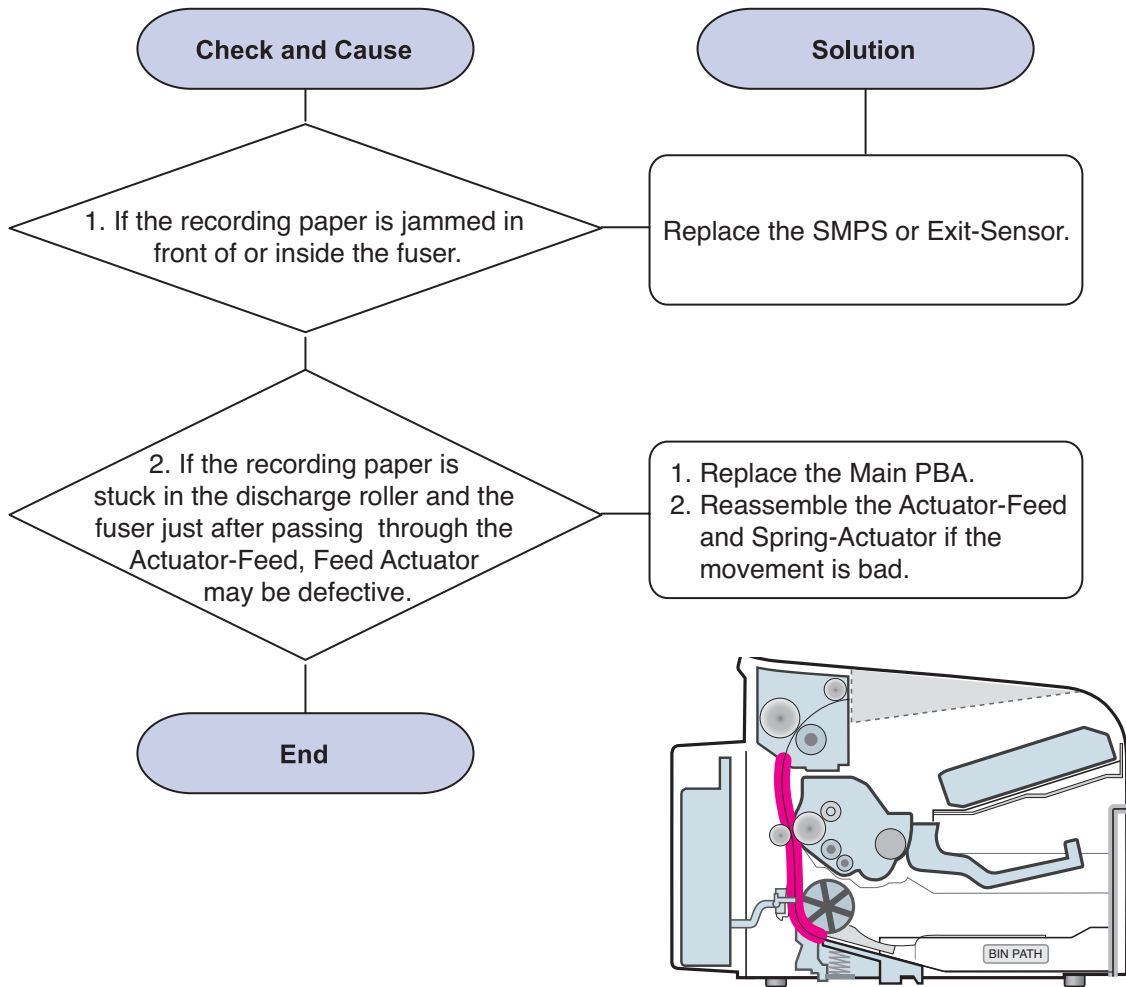 Check and Cause
Solution
1. If the recording paper is jammed in
front of or inside the fuser.
Replace the SMPS or Exit-Sensor.
2. If the recording paper is
stuck in the discharge roller and the
fuser just after passing through the
Actuator-Feed, Feed Actuator
may be defective.
1. Replace the Main PBA.
2. Reassemble the Actuator-Feed
and Spring-Actuator if the
movement is bad.
End
BIN PATH